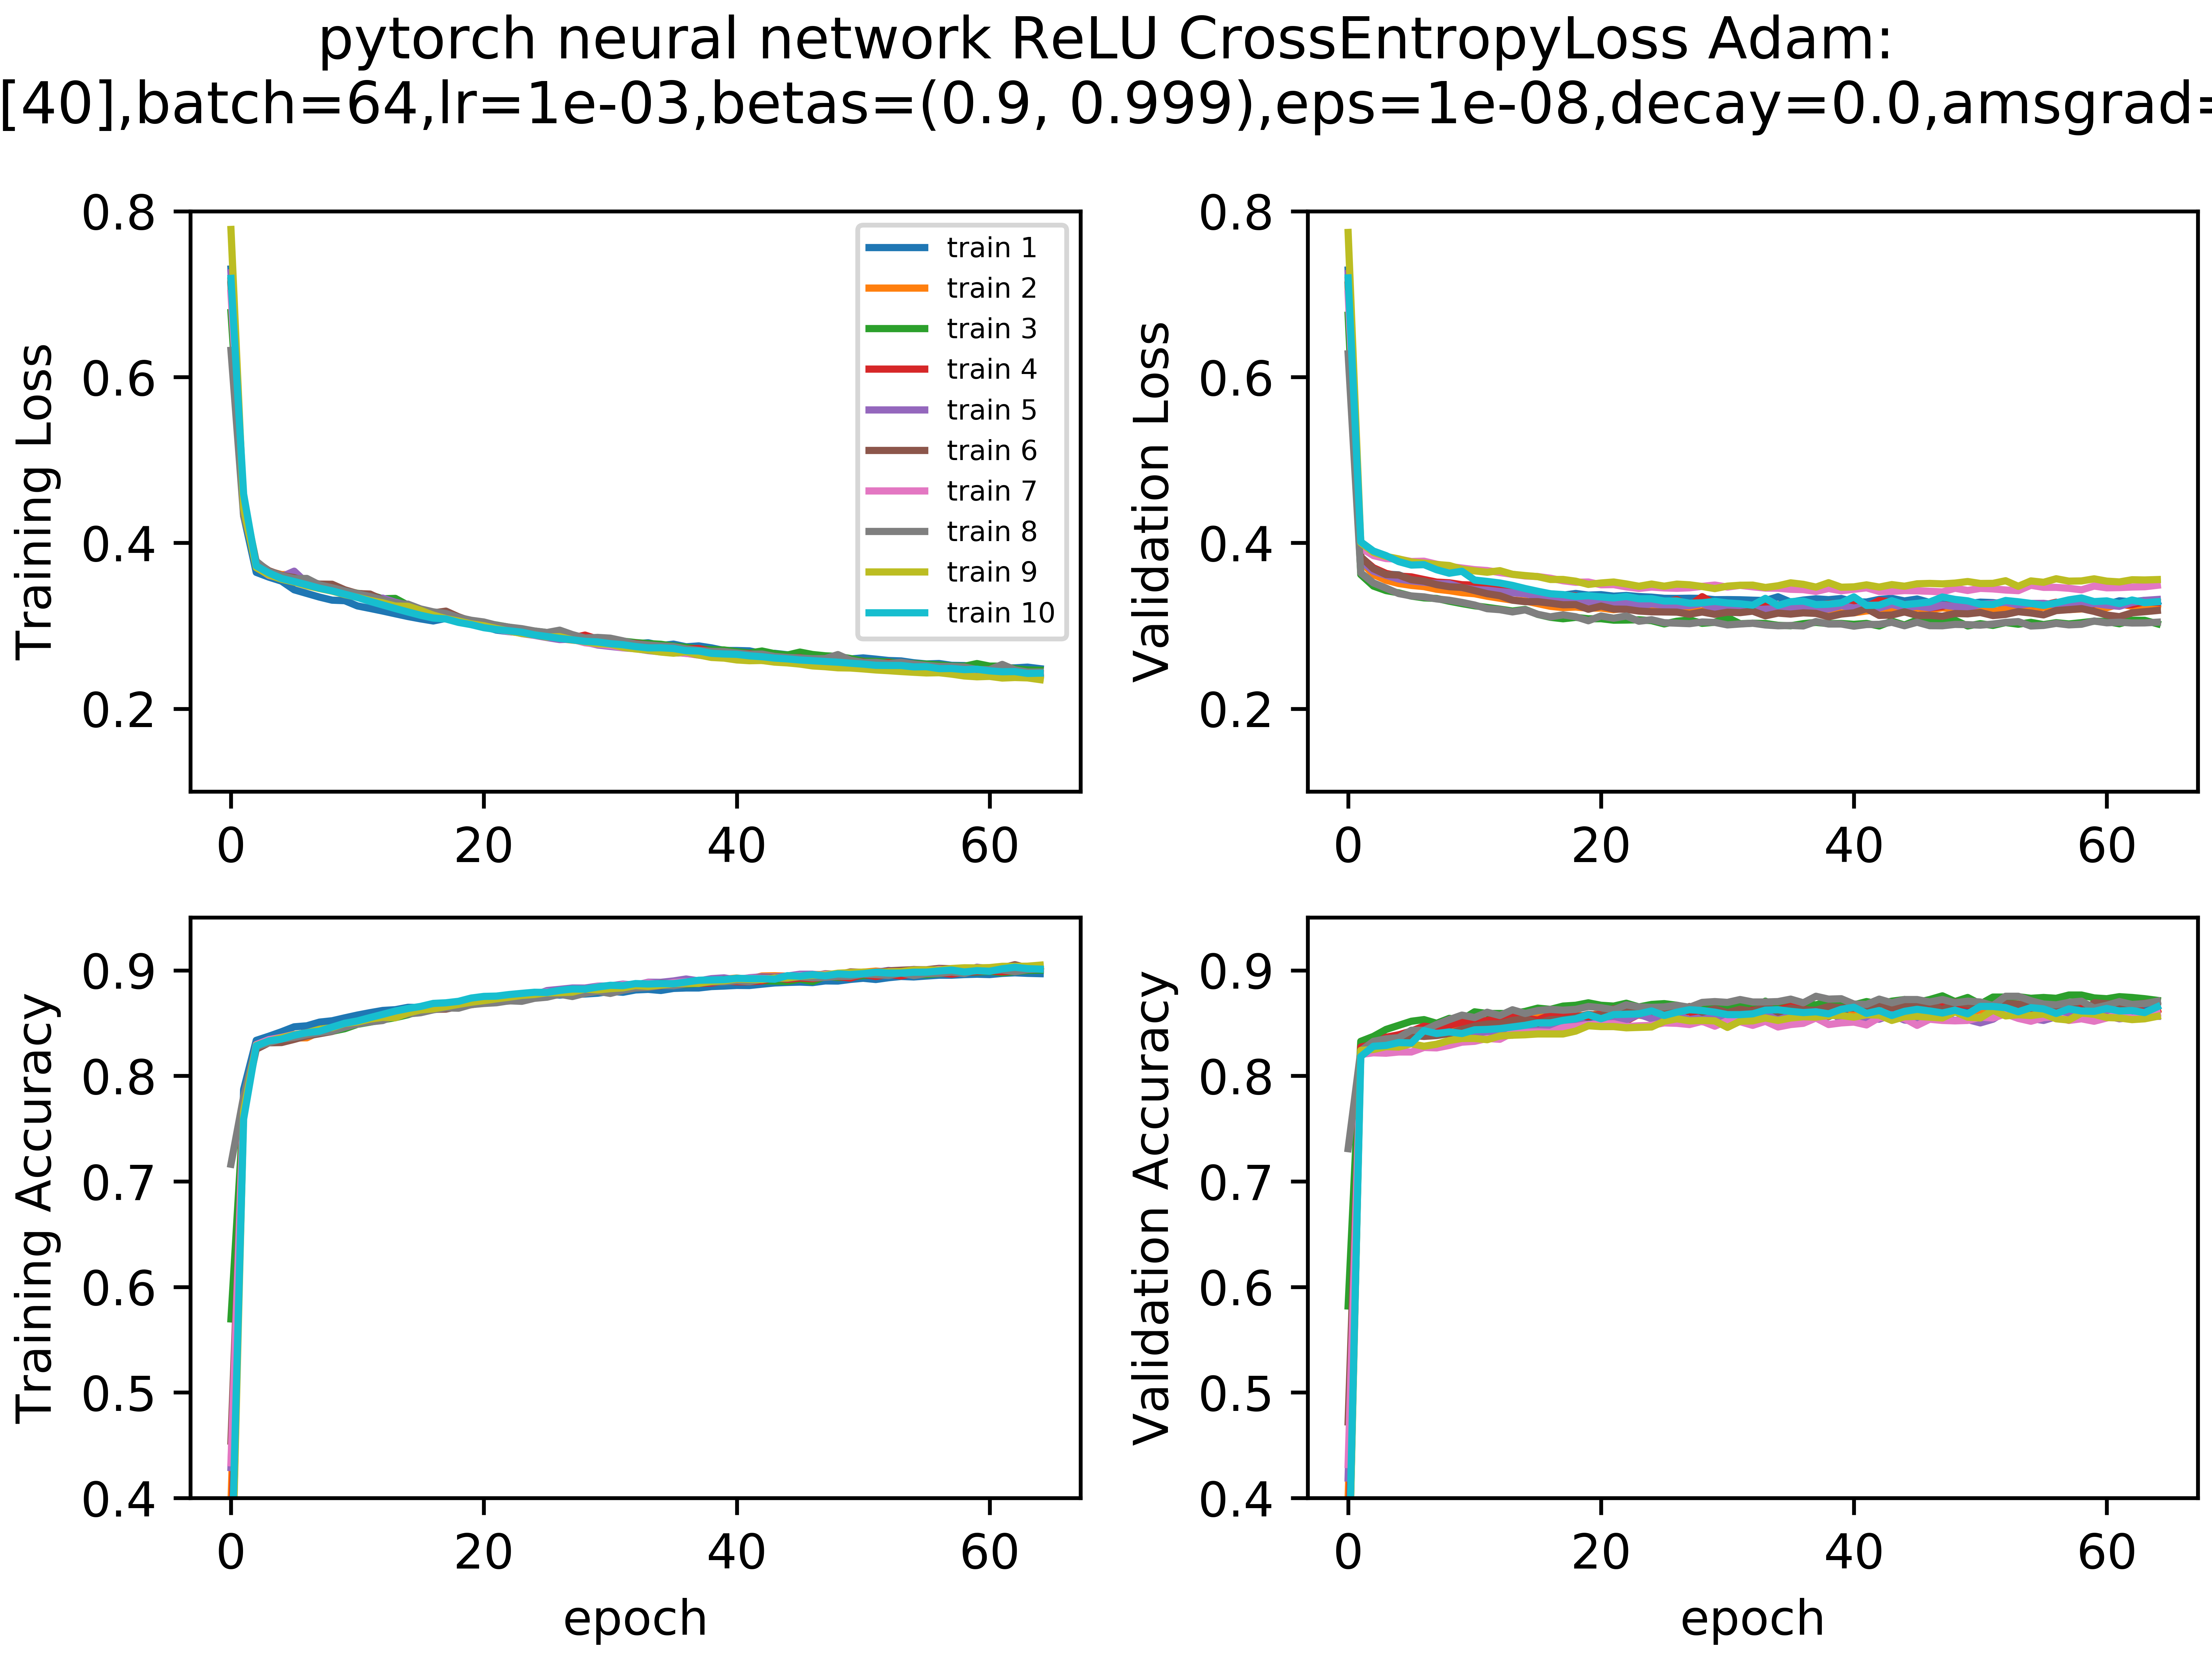 pytorch neural network ReLU CrossEntropyLoss Adam:
[40],batch=64,lr=1e-03,betas=(0.9, 0.999),eps=1e-08,decay=0.0,amsgrad=
Training Loss
0.8
0.6
0.4
0.2
0 20 40 60
train 1
train 2
train 3
train 4
train 5
train 6
train 7
train 8
train 9
train 10
Validation Loss
0.8
0.6
0.4
0.2
0 20 40 60
Training Accuracy
0.9
0.8
0.7
0.6
0.5
0.4
0 20 40 60
epoch
Validation Accuracy
0.9
0.8
0.7
0.6
0.5
0.4
0 20 40 60
epoch